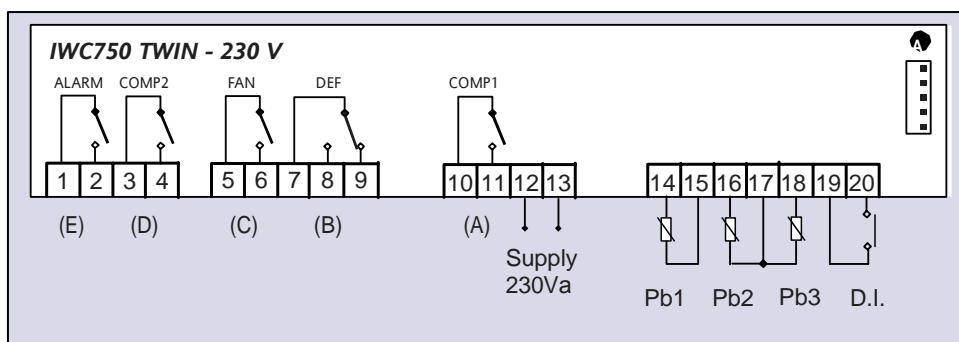 IWC750 TWIN - 230 V
A
ALARM COMP2 FAN DEF COMP1
1 2 3 4 5 6 7 8 9 10 11 12 13 14 15 16 17 18 19 20
(E) (D) (C) (B) (A)
Supply
230Va
Pb1 Pb2 Pb3 D.I.